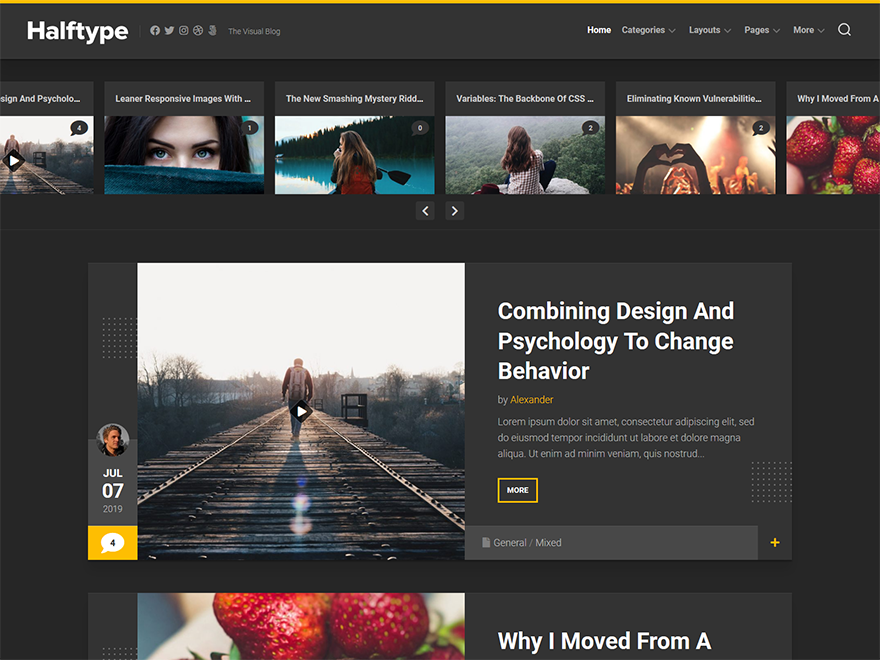 Halftype
The Visual Blog
Home Categories Layouts Pages More
sign And Psycholo...
4
Leaner Responsive Images With ...
1
The New Smashing Mystery Ridd...
0
Variables: The Backbone Of CSS ...
2
Eliminating Known Vulnerabilitie...
2
Why I Moved From A
Combining Design And
Psychology To Change
Behavior
by Alexander
Lorem ipsum dolor sit amet, consectetur adipiscing elit, sed
do eiusmod tempor incididunt ut labore et dolore magna
aliqua. Ut enim ad minim veniam, quis nostrud...
MORE
JUL
07
2019
4
General / Mixed
+
Why I Moved From A